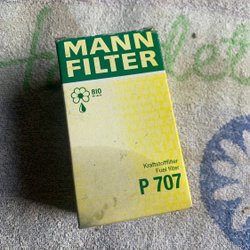 MANN
FILTER
BIO
Kraftstofffilter
Fuel filter
P 707